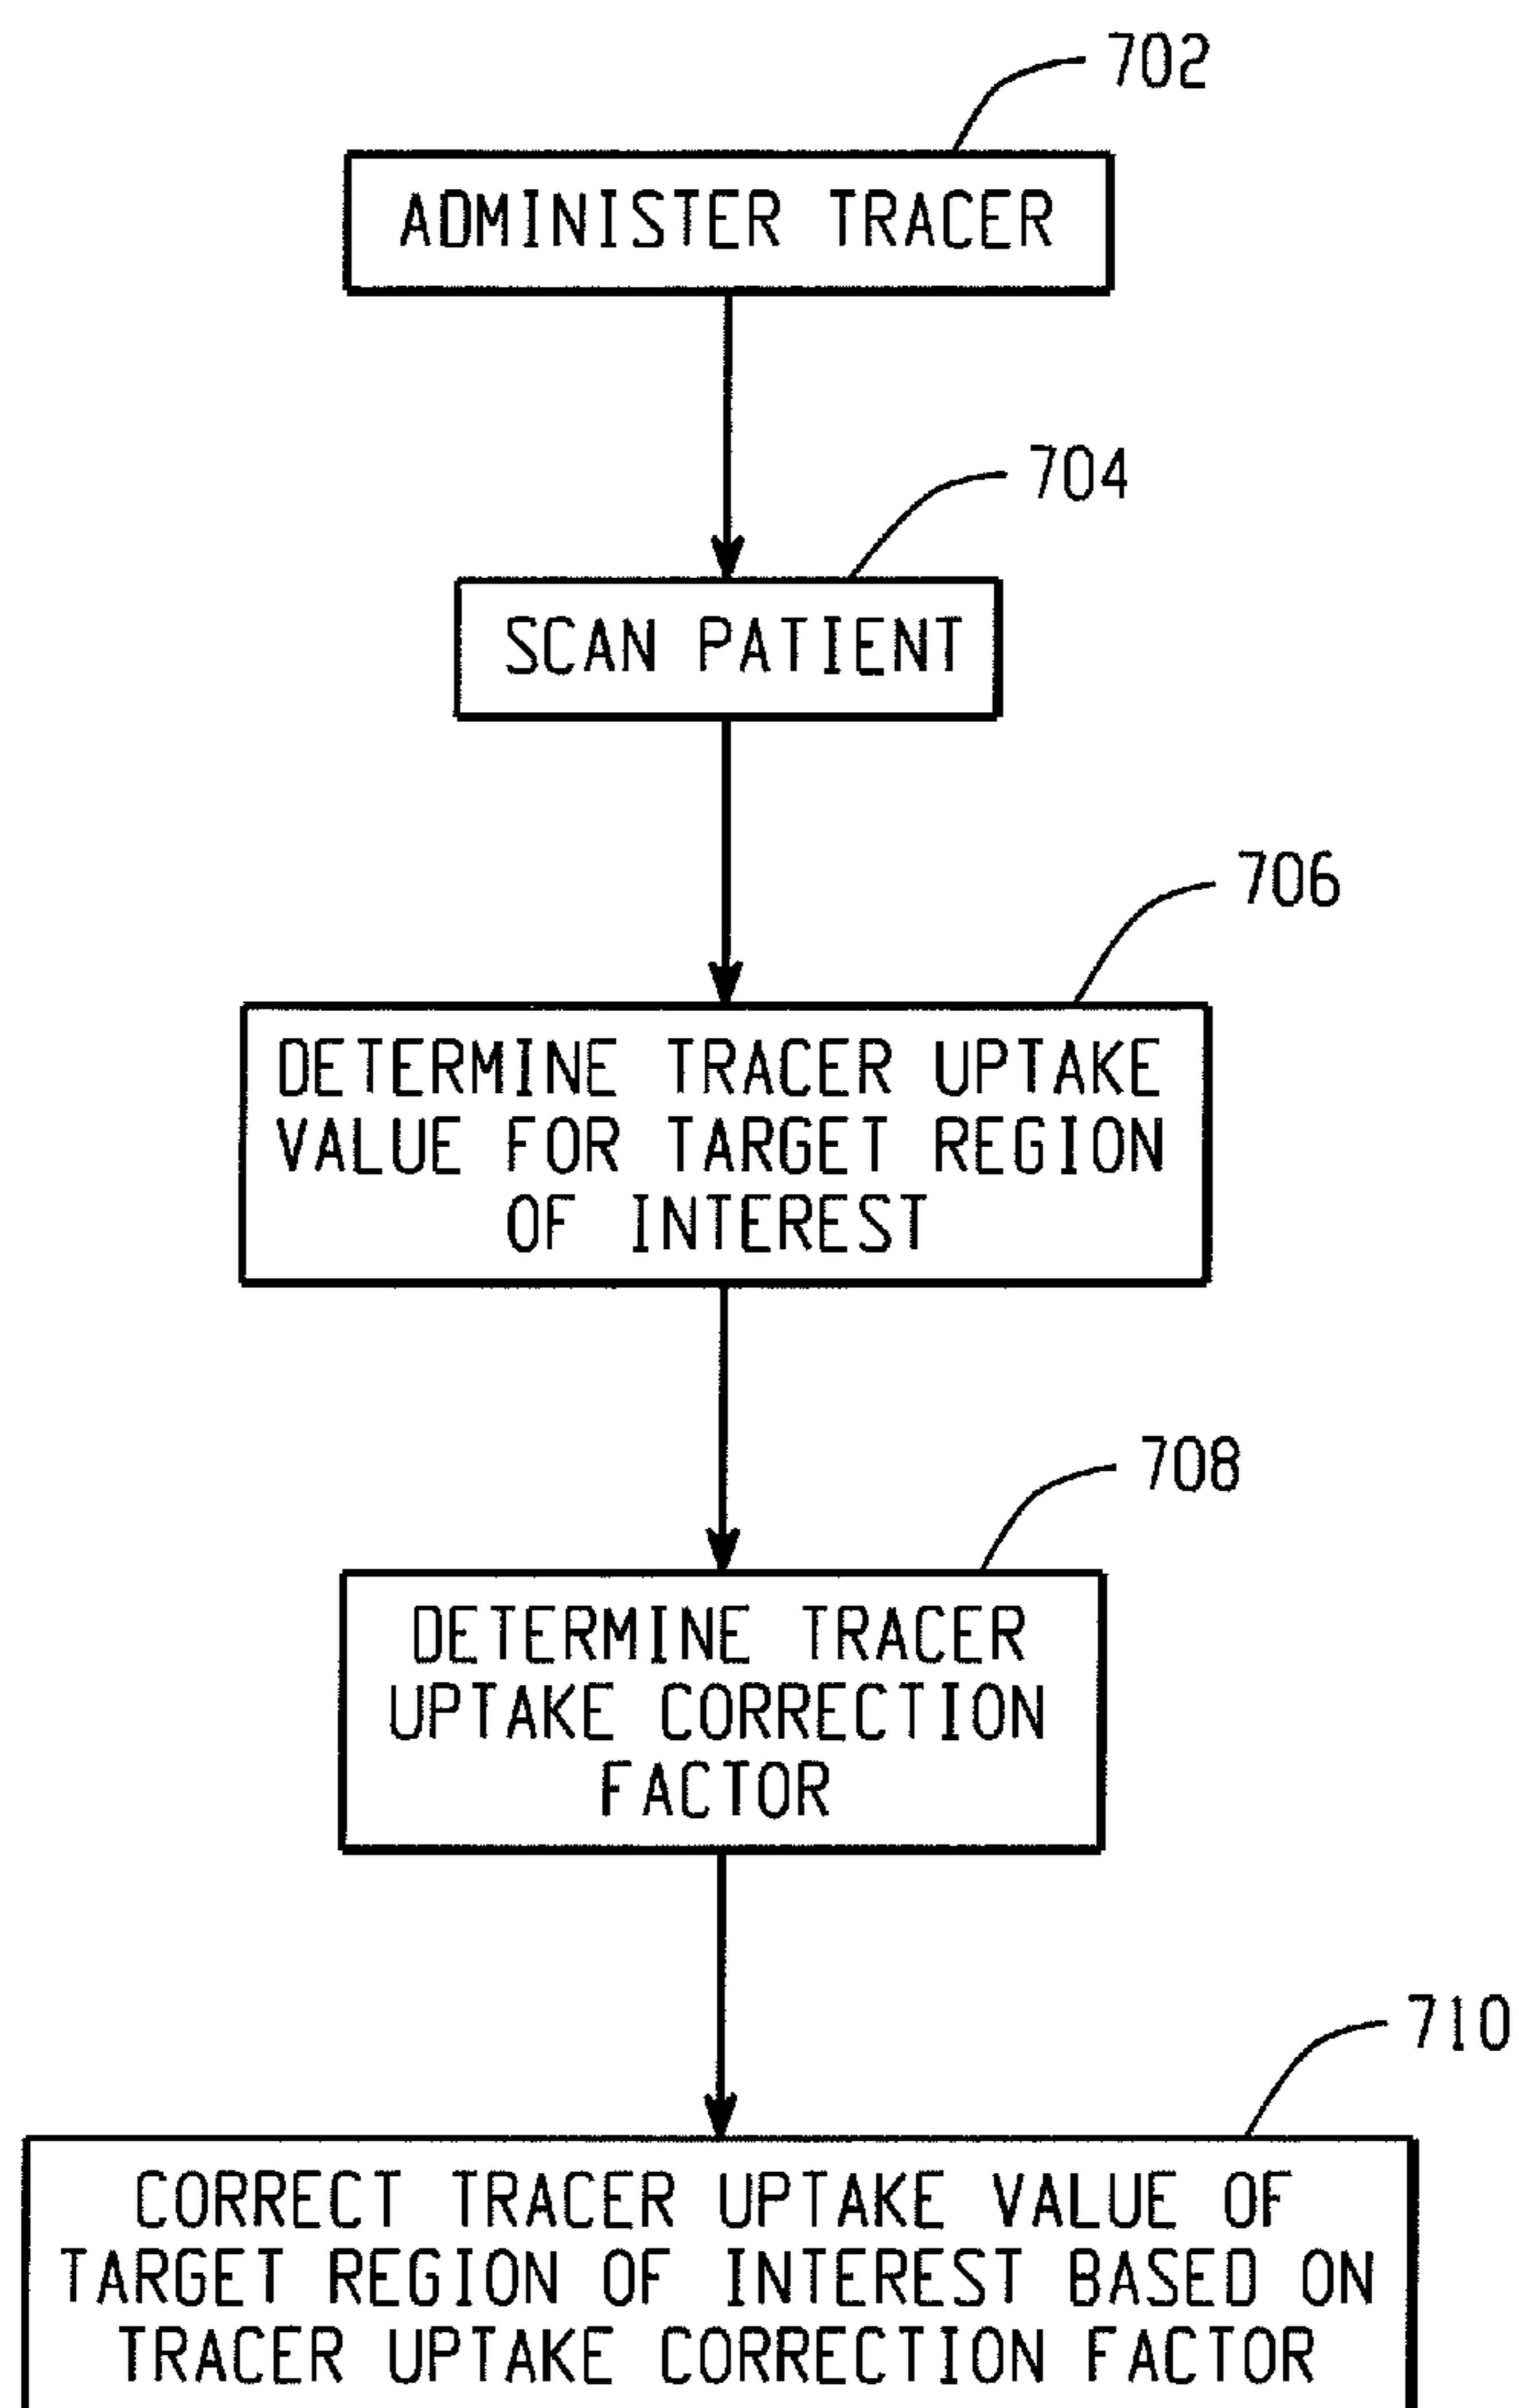 702
ADMINISTER TRACER
704
SCAN PATIENT
706
DETERMINE TRACER UPTAKE
VALUE FOR TARGET REGION
OF INTEREST
708
DETERMINE TRACER
UPTAKE CORRECTION
FACTOR
710
CORRECT TRACER UPTAKE VALUE OF
TARGET REGION OF INTEREST BASED ON
TRACER UPTAKE CORRECTION FACTOR